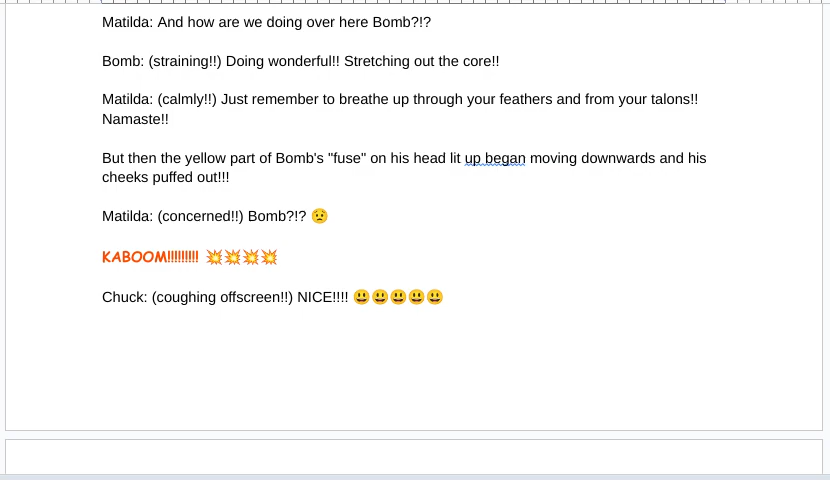 Matilda: And how are we doing over here Bomb?!?
Bomb: (straining!!) Doing wonderful!! Stretching out the core!!
Matilda: (calmly!!) Just remember to breathe up through your feathers and from your talons!!
Namaste!!
But then the yellow part of Bomb's "fuse" on his head lit up began moving downwards and his
cheeks puffed out!!!
Matilda: (concerned!!) Bomb?!? 😟
KABOOM!!!!!!!!! 💥💥💥💥
Chuck: (coughing offscreen!!) NICE!!!! 😃😃😃😃😃